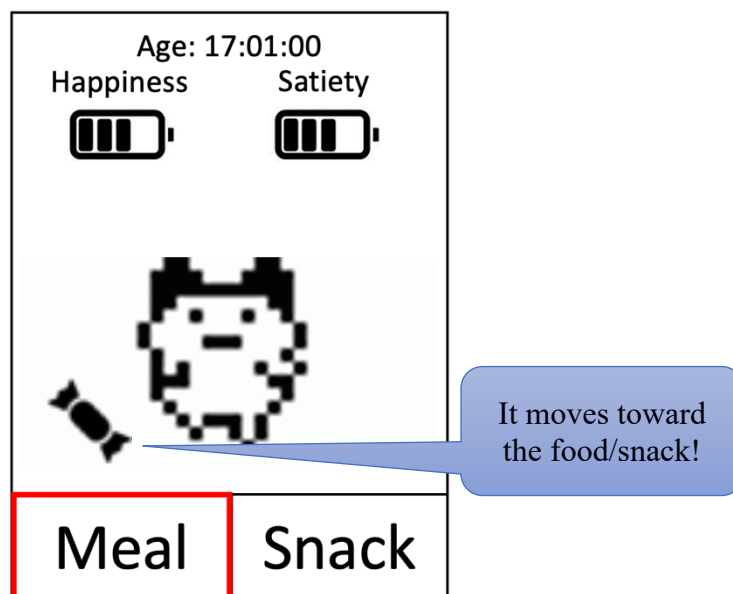 Age: 17:01:00
Happiness Satiety
It moves toward
the food/snack!
Meal Snack